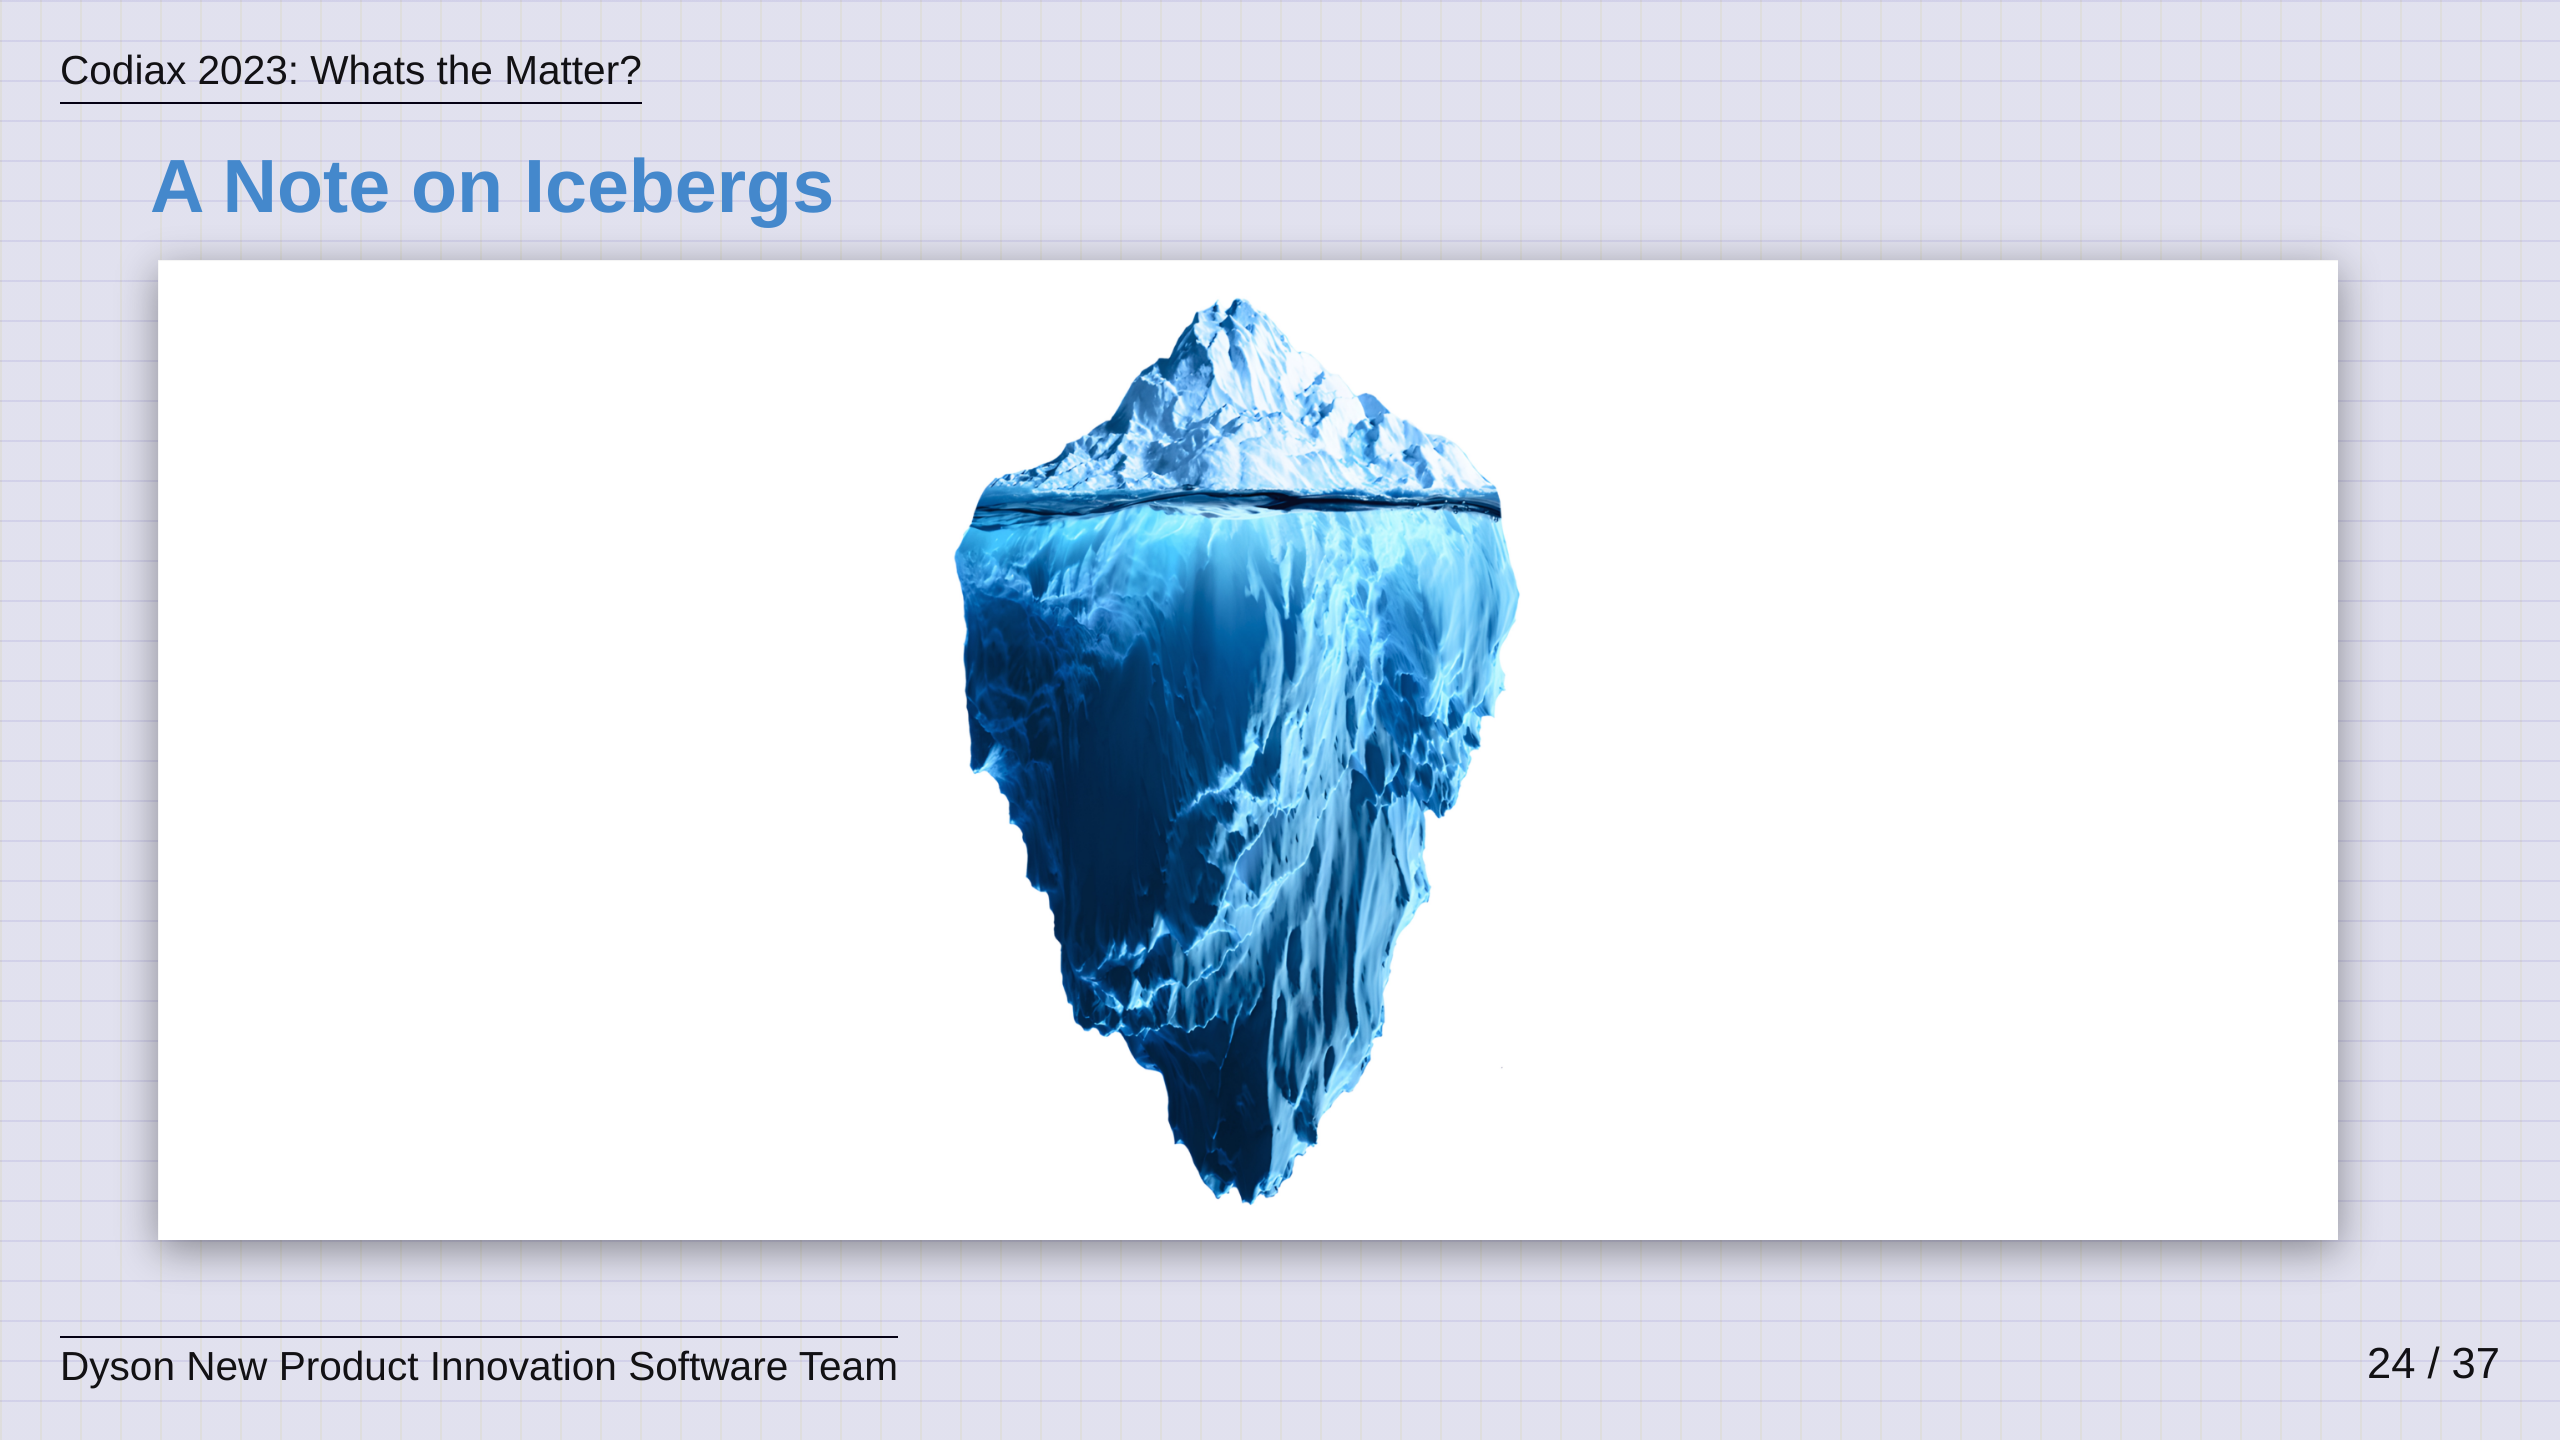 Codiax 2023: Whats the Matter?
A Note on Icebergs
Dyson New Product Innovation Software Team
24 / 37